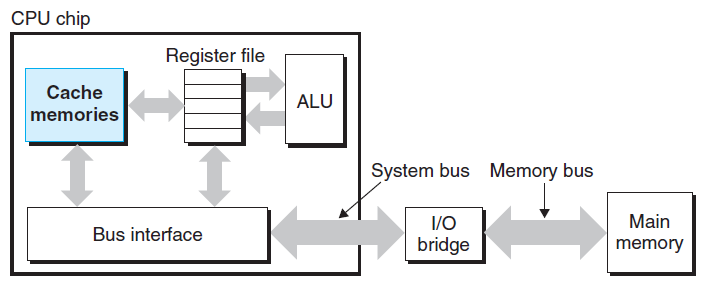 CPU chip
Register file
Cache
memories
ALU
System bus
Memory bus
Bus interface
I/O
bridge
Main
memory